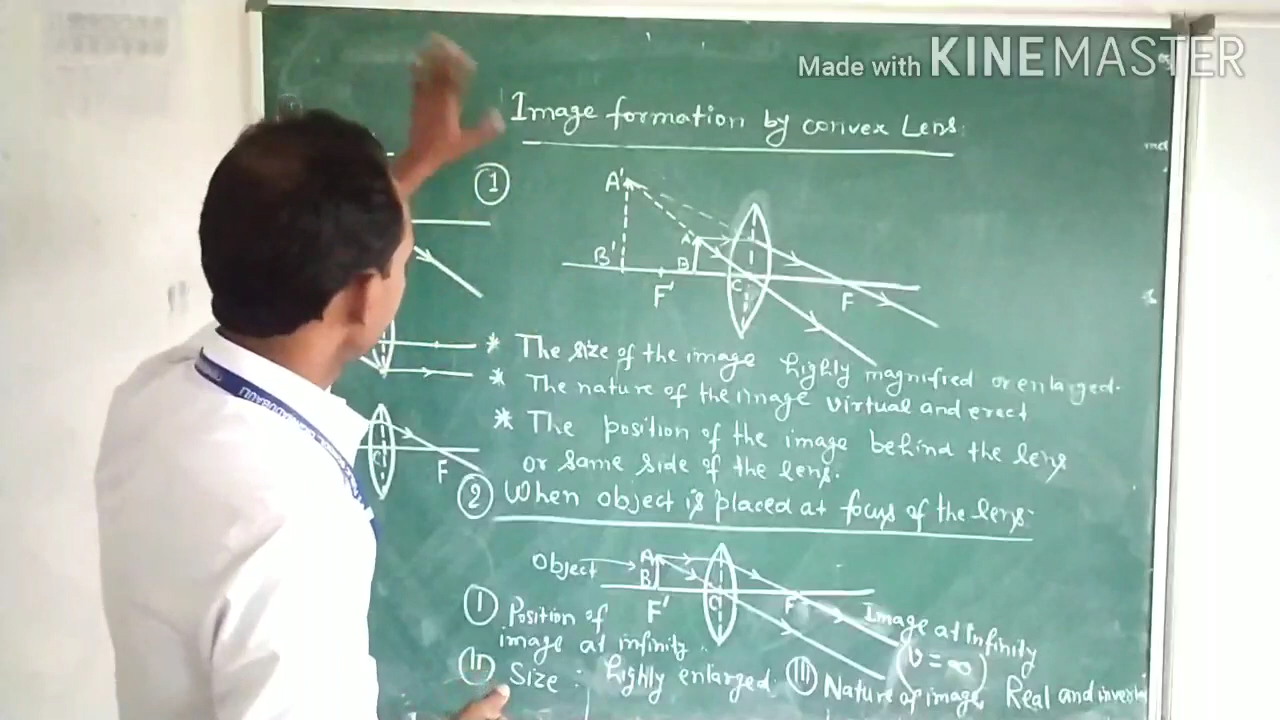 Made with KINEMASTER
Image formation by convex Lens.
1
A'
A
B'
B
C
F'
F
* The size of the image highly magnified or enlarged.
* The nature of the image virtual and erect
* The position of the image behind the lens
or same side of the lens.
F
2 When object is placed at focus of the lens.
Object
A
B
F'
C
F
Image at Infinity
(v = ∞)
I Position of
image at infinity.
II Size : highly enlarged.
III Nature of image Real and